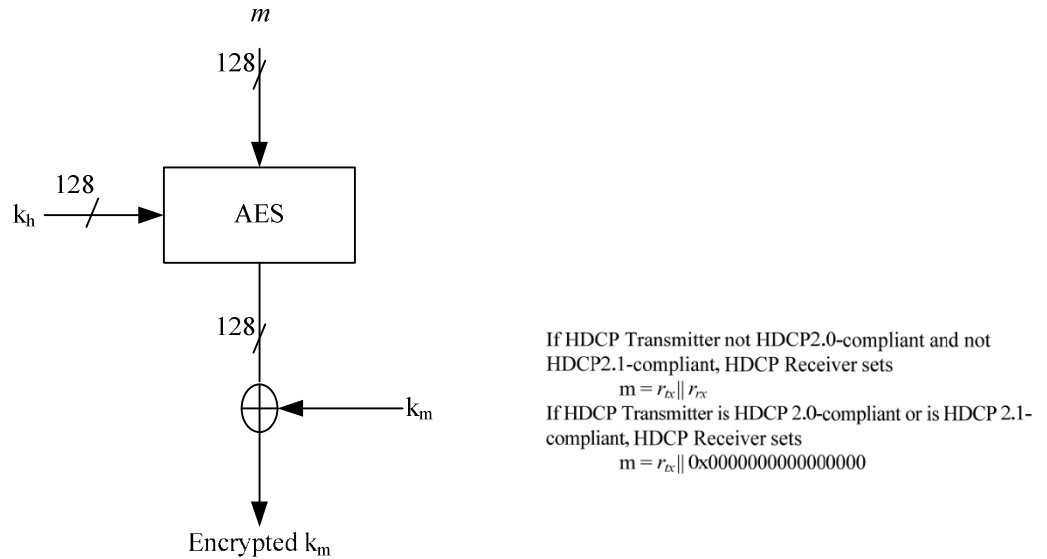 m
128
128
k_h
AES
128
k_m
Encrypted k_m
If HDCP Transmitter not HDCP2.0-compliant and not
HDCP2.1-compliant, HDCP Receiver sets
m = r_tx || r_rx
If HDCP Transmitter is HDCP 2.0-compliant or is HDCP 2.1-
compliant, HDCP Receiver sets
m = r_tx || 0x0000000000000000